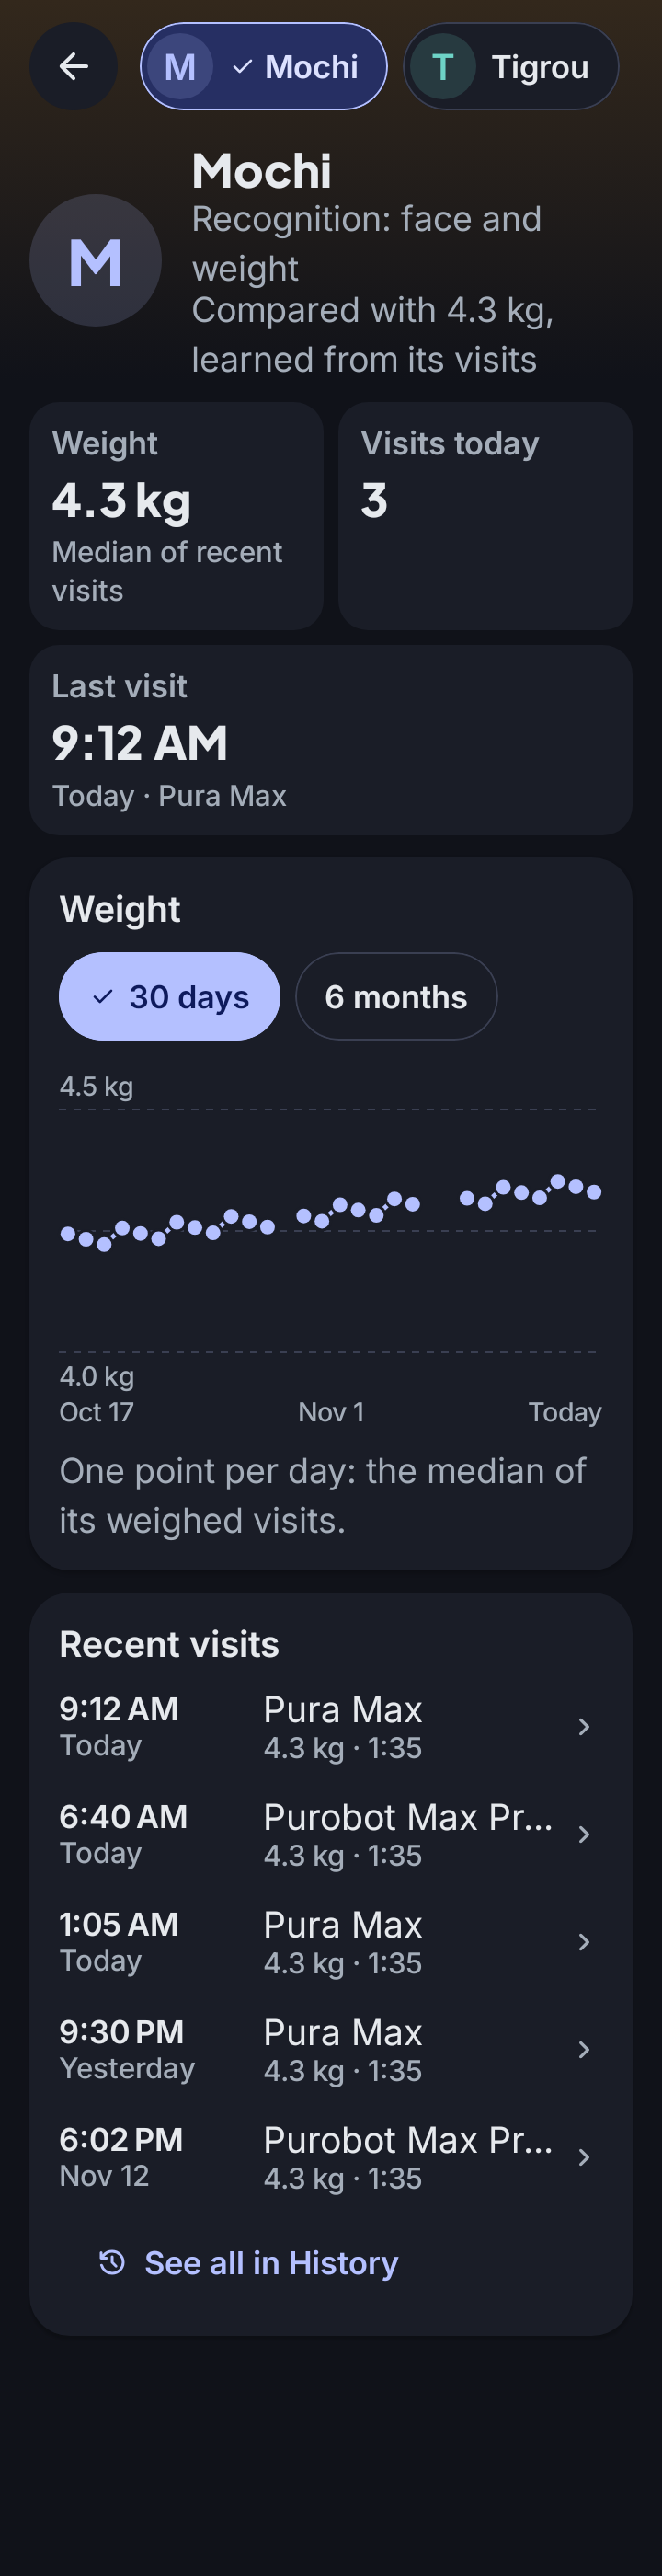 M Mochi
T Tigrou
M
Mochi
Recognition: face and
weight
Compared with 4.3 kg,
learned from its visits
Weight
4.3 kg
Median of recent
visits
Visits today
3
Last visit
9:12 AM
Today · Pura Max
Weight
30 days
6 months
4.5 kg
4.0 kg
Oct 17
Nov 1
Today
One point per day: the median of
its weighed visits.
Recent visits
9:12 AM
Today
Pura Max
4.3 kg · 1:35
6:40 AM
Today
Purobot Max Pr...
4.3 kg · 1:35
1:05 AM
Today
Pura Max
4.3 kg · 1:35
9:30 PM
Yesterday
Pura Max
4.3 kg · 1:35
6:02 PM
Nov 12
Purobot Max Pr...
4.3 kg · 1:35
See all in History